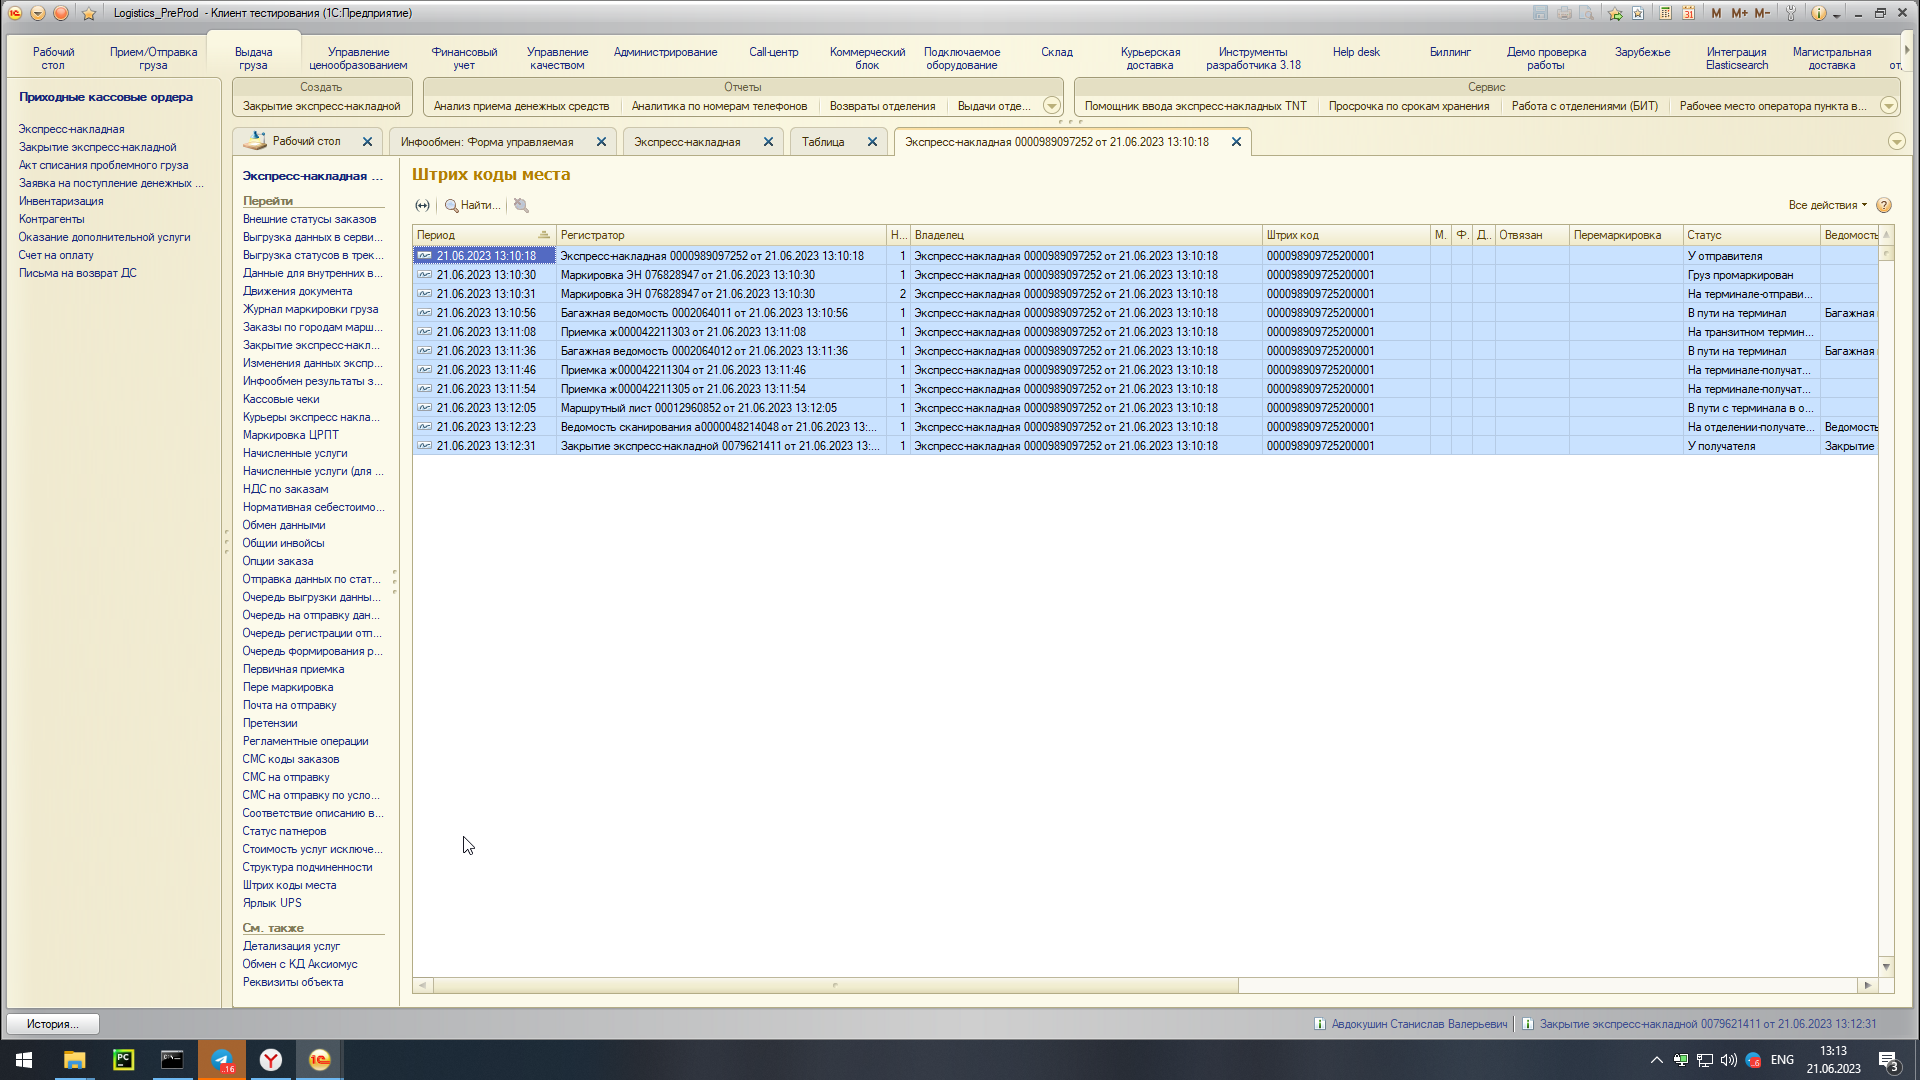 Logistics_PreProd - Клиент тестирования (1С:Предприятие)
M M+ M-
Рабочий стол
Прием/Отправка груза
Выдача груза
Управление ценообразованием
Финансовый учет
Управление качеством
Администрирование
Call-центр
Коммерческий блок
Подключаемое оборудование
Склад
Курьерская доставка
Инструменты разработчика 3.18
Help desk
Биллинг
Демо проверка работы
Зарубежье
Интеграция Elasticsearch
Магистральная доставка
от.
Создать
Закрытие экспресс-накладной
Отчеты
Анализ приема денежных средств
Аналитика по номерам телефонов
Возвраты отделения
Выдачи отде...
Сервис
Помощник ввода экспресс-накладных TNT
Просрочка по срокам хранения
Работа с отделениями (БИТ)
Рабочее место оператора пункта в...
Приходные кассовые ордера
Экспресс-накладная
Закрытие экспресс-накладной
Акт списания проблемного груза
Заявка на поступление денежных ...
Инвентаризация
Контрагенты
Оказание дополнительной услуги
Счет на оплату
Письма на возврат ДС
Рабочий стол
Инфообмен: Форма управляемая
Экспресс-накладная
Таблица
Экспресс-накладная 0000989097252 от 21.06.2023 13:10:18
Экспресс-накладная ...
Перейти
Внешние статусы заказов
Выгрузка данных в серви...
Выгрузка статусов в трек...
Данные для внутренних в...
Движения документа
Журнал маркировки груза
Заказы по городам марш...
Закрытие экспресс-накл...
Изменения данных экспр...
Инфообмен результаты з...
Кассовые чеки
Курьеры экспресс накла...
Маркировка ЦРПТ
Начисленные услуги
Начисленные услуги (для ...
НДС по заказам
Нормативная себестоимо...
Обмен данными
Общии инвойсы
Опции заказа
Отправка данных по стат...
Очередь выгрузки данны...
Очередь на отправку дан...
Очередь регистрации отп...
Очередь формирования р...
Первичная приемка
Пере маркировка
Почта на отправку
Претензии
Регламентные операции
СМС коды заказов
СМС на отправку
СМС на отправку по усло...
Соответствие описанию в...
Статус патнеров
Стоимость услуг исключе...
Структура подчиненности
Штрих коды места
Ярлык UPS
См. также
Детализация услуг
Обмен с КД Аксиомус
Реквизиты объекта
Штрих коды места
Найти...
Все действия
Период Регистратор Н... Владелец Штрих код М. Ф. Д.. Отвязан Перемаркировка Статус Ведомость
21.06.2023 13:10:18 Экспресс-накладная 0000989097252 от 21.06.2023 13:10:18 1 Экспресс-накладная 0000989097252 от 21.06.2023 13:10:18 000098909725200001 У отправителя
21.06.2023 13:10:30 Маркировка ЭН 076828947 от 21.06.2023 13:10:30 1 Экспресс-накладная 0000989097252 от 21.06.2023 13:10:18 000098909725200001 Груз промаркирован
21.06.2023 13:10:31 Маркировка ЭН 076828947 от 21.06.2023 13:10:30 2 Экспресс-накладная 0000989097252 от 21.06.2023 13:10:18 000098909725200001 На терминале-отправи...
21.06.2023 13:10:56 Багажная ведомость 0002064011 от 21.06.2023 13:10:56 1 Экспресс-накладная 0000989097252 от 21.06.2023 13:10:18 000098909725200001 В пути на терминал Багажная
21.06.2023 13:11:08 Приемка ж000042211303 от 21.06.2023 13:11:08 1 Экспресс-накладная 0000989097252 от 21.06.2023 13:10:18 000098909725200001 На транзитном термин...
21.06.2023 13:11:36 Багажная ведомость 0002064012 от 21.06.2023 13:11:36 1 Экспресс-накладная 0000989097252 от 21.06.2023 13:10:18 000098909725200001 В пути на терминал Багажная
21.06.2023 13:11:46 Приемка ж000042211304 от 21.06.2023 13:11:46 1 Экспресс-накладная 0000989097252 от 21.06.2023 13:10:18 000098909725200001 На терминале-получат...
21.06.2023 13:11:54 Приемка ж000042211305 от 21.06.2023 13:11:54 1 Экспресс-накладная 0000989097252 от 21.06.2023 13:10:18 000098909725200001 На терминале-получат...
21.06.2023 13:12:05 Маршрутный лист 00012960852 от 21.06.2023 13:12:05 1 Экспресс-накладная 0000989097252 от 21.06.2023 13:10:18 000098909725200001 В пути с терминала в о...
21.06.2023 13:12:23 Ведомость сканирования а0000048214048 от 21.06.2023 13:... 1 Экспресс-накладная 0000989097252 от 21.06.2023 13:10:18 000098909725200001 На отделении-получате... Ведомость
21.06.2023 13:12:31 Закрытие экспресс-накладной 0079621411 от 21.06.2023 13:... 1 Экспресс-накладная 0000989097252 от 21.06.2023 13:10:18 000098909725200001 У получателя Закрытие
История...
Авдокушин Станислав Валерьевич
Закрытие экспресс-накладной 0079621411 от 21.06.2023 13:12:31
ENG
13:13
21.06.2023
3